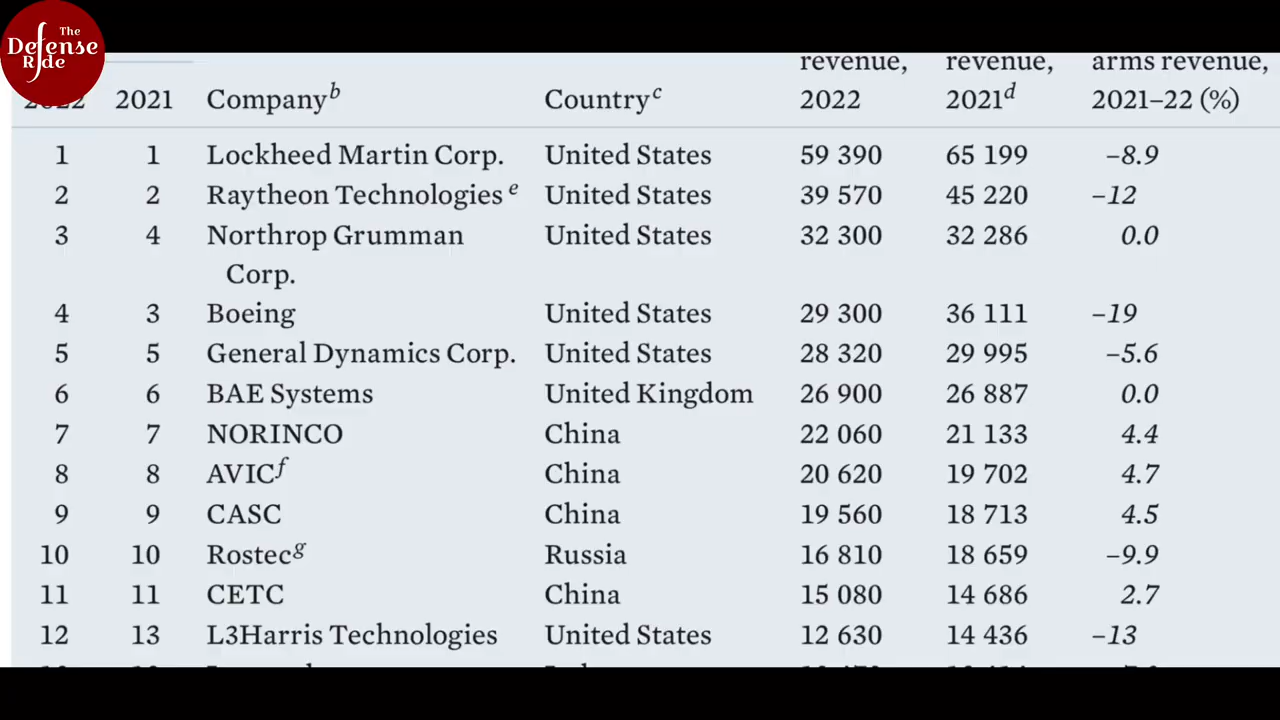 The
Defense
Ride
revenue, revenue, arms revenue,
2022 2021 Company b Country c 2022 2021 d 2021–22 (%)
1 1 Lockheed Martin Corp. United States 59 390 65 199 –8.9
2 2 Raytheon Technologies e United States 39 570 45 220 –12
3 4 Northrop Grumman United States 32 300 32 286 0.0
Corp.
4 3 Boeing United States 29 300 36 111 –19
5 5 General Dynamics Corp. United States 28 320 29 995 –5.6
6 6 BAE Systems United Kingdom 26 900 26 887 0.0
7 7 NORINCO China 22 060 21 133 4.4
8 8 AVIC f China 20 620 19 702 4.7
9 9 CASC China 19 560 18 713 4.5
10 10 Rostec g Russia 16 810 18 659 –9.9
11 11 CETC China 15 080 14 686 2.7
12 13 L3Harris Technologies United States 12 630 14 436 –13